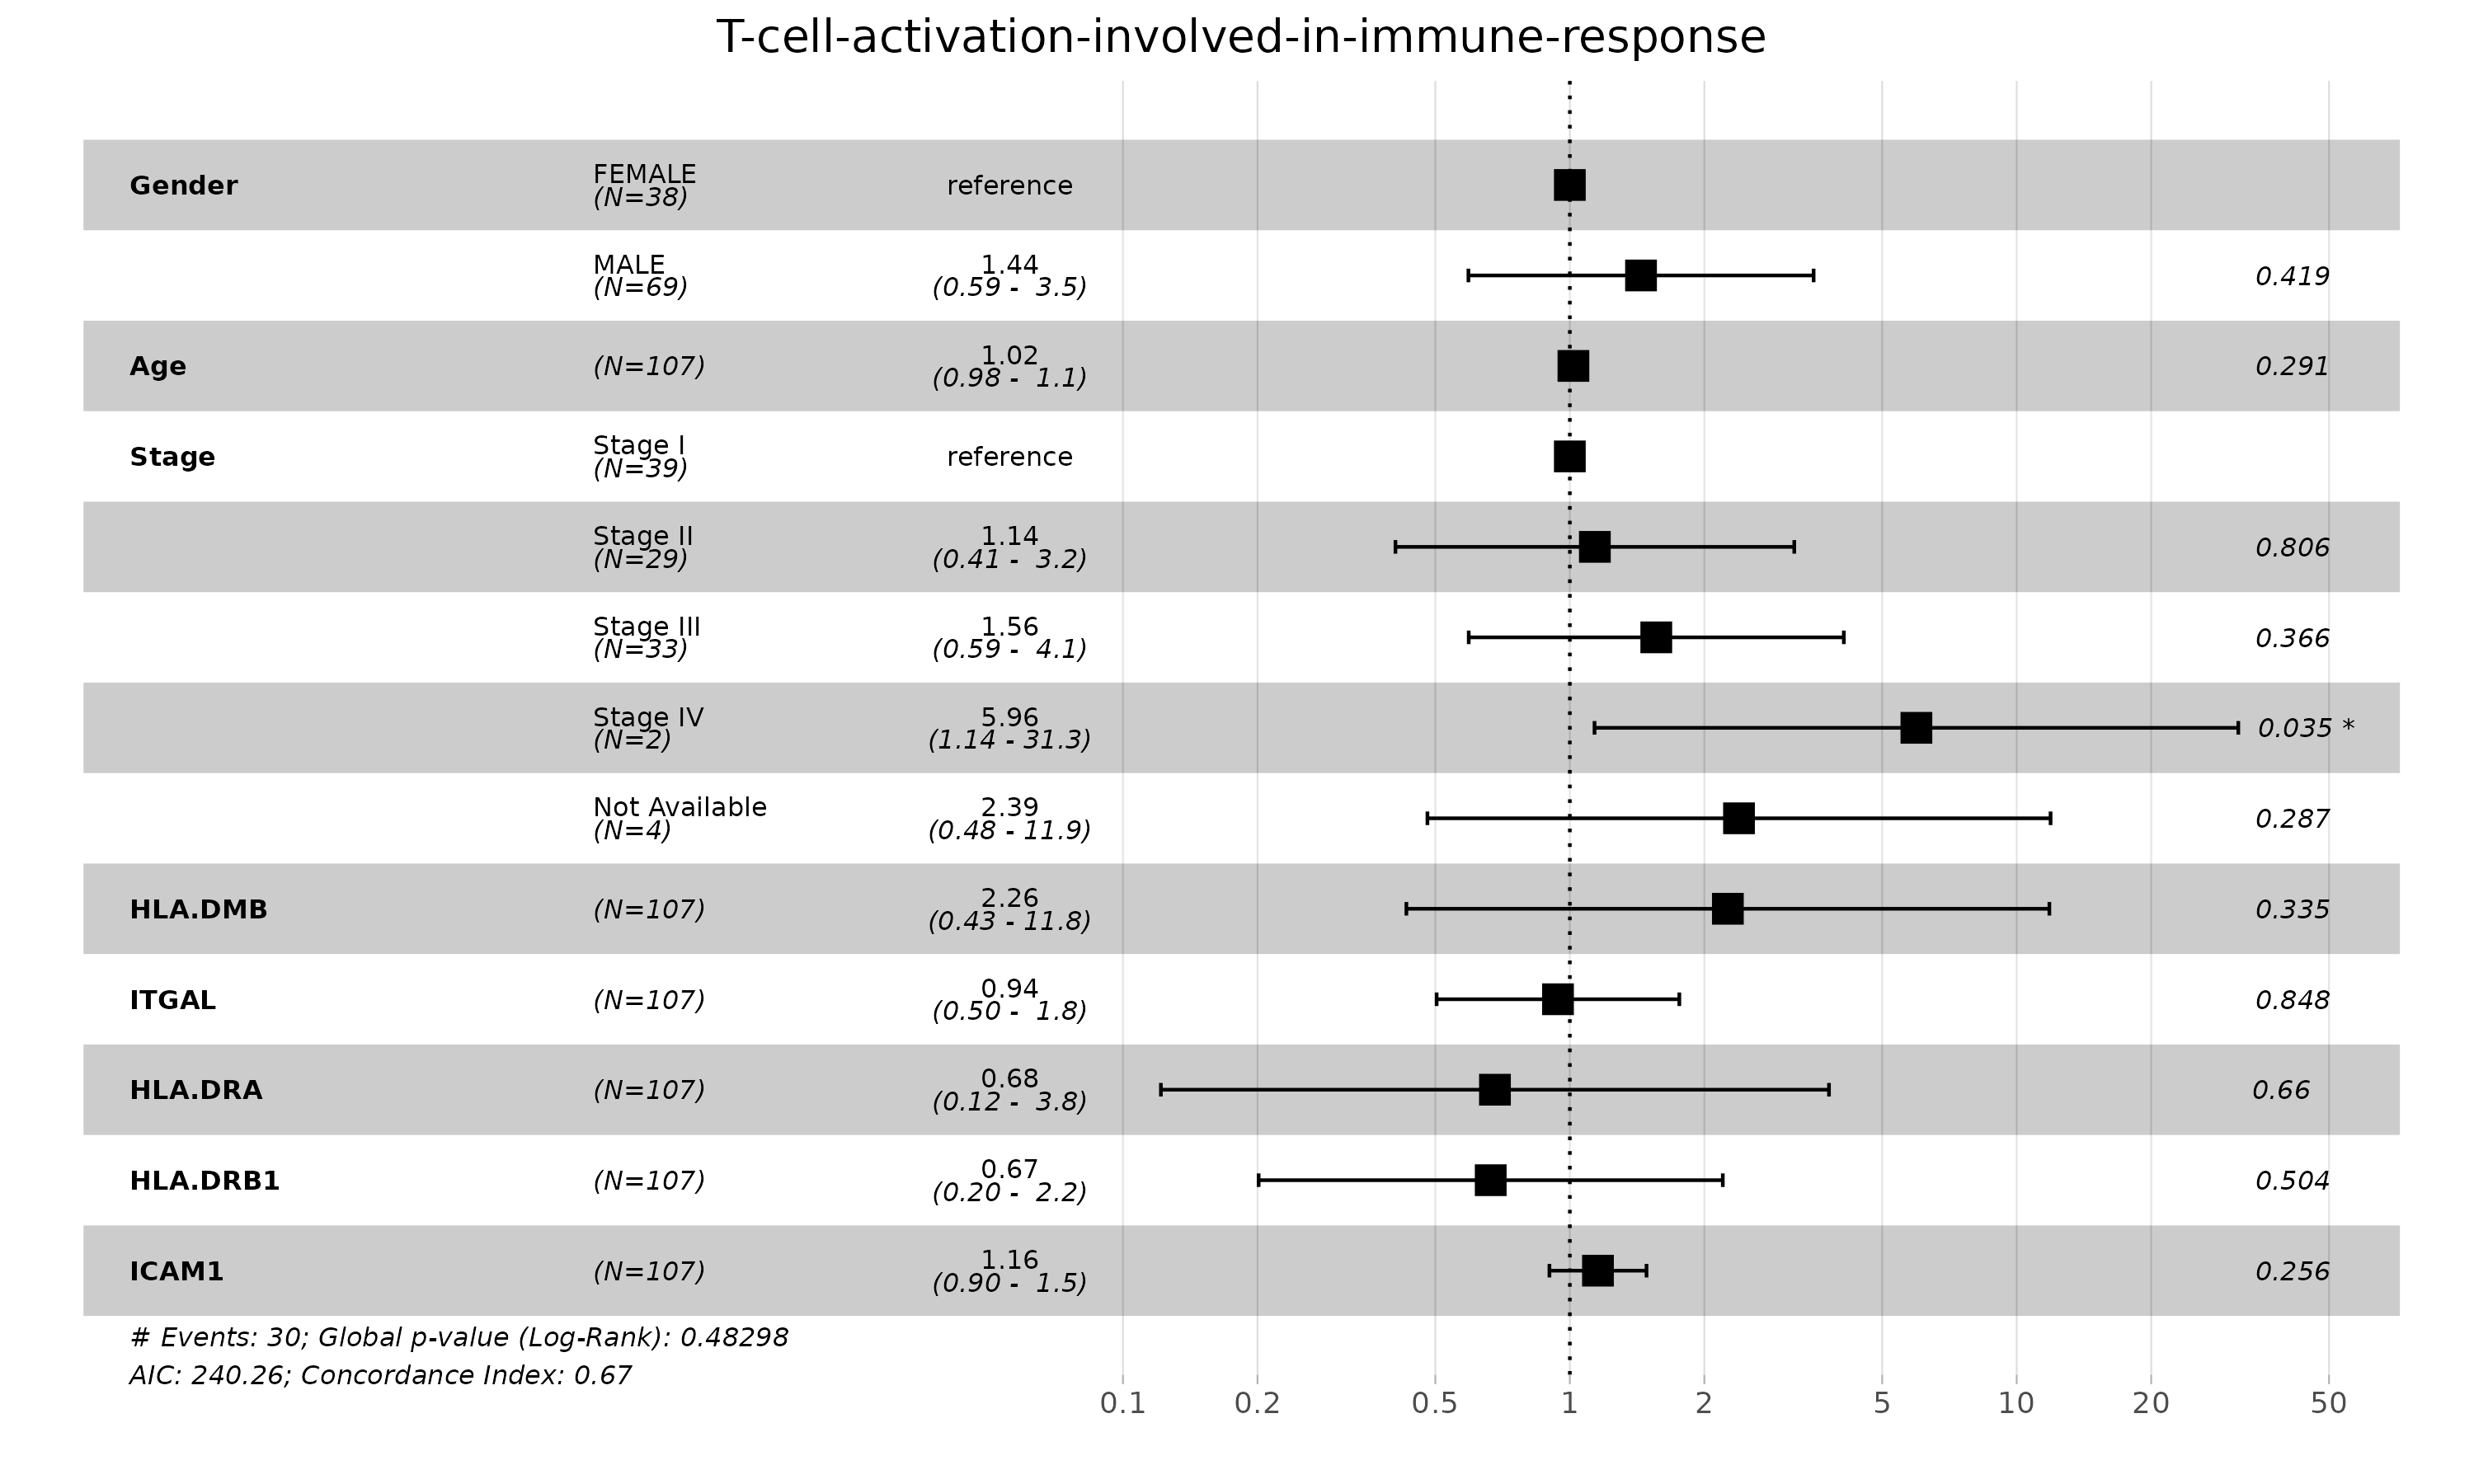 T-cell-activation-involved-in-immune-response
Gender
FEMALE
(N=38)
reference
MALE
(N=69)
1.44
(0.59 - 3.5)
0.419
Age
(N=107)
1.02
(0.98 - 1.1)
0.291
Stage
Stage I
(N=39)
reference
Stage II
(N=29)
1.14
(0.41 - 3.2)
0.806
Stage III
(N=33)
1.56
(0.59 - 4.1)
0.366
Stage IV
(N=2)
5.96
(1.14 - 31.3)
0.035 *
Not Available
(N=4)
2.39
(0.48 - 11.9)
0.287
HLA.DMB
(N=107)
2.26
(0.43 - 11.8)
0.335
ITGAL
(N=107)
0.94
(0.50 - 1.8)
0.848
HLA.DRA
(N=107)
0.68
(0.12 - 3.8)
0.66
HLA.DRB1
(N=107)
0.67
(0.20 - 2.2)
0.504
ICAM1
(N=107)
1.16
(0.90 - 1.5)
0.256
# Events: 30; Global p-value (Log-Rank): 0.48298
AIC: 240.26; Concordance Index: 0.67
0.1 0.2 0.5 1 2 5 10 20 50